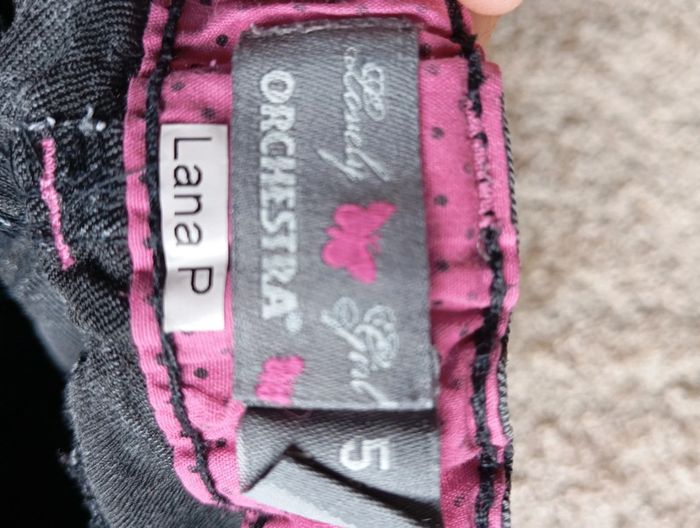 Lovely Girl
ORCHESTRA®
5
Lana P